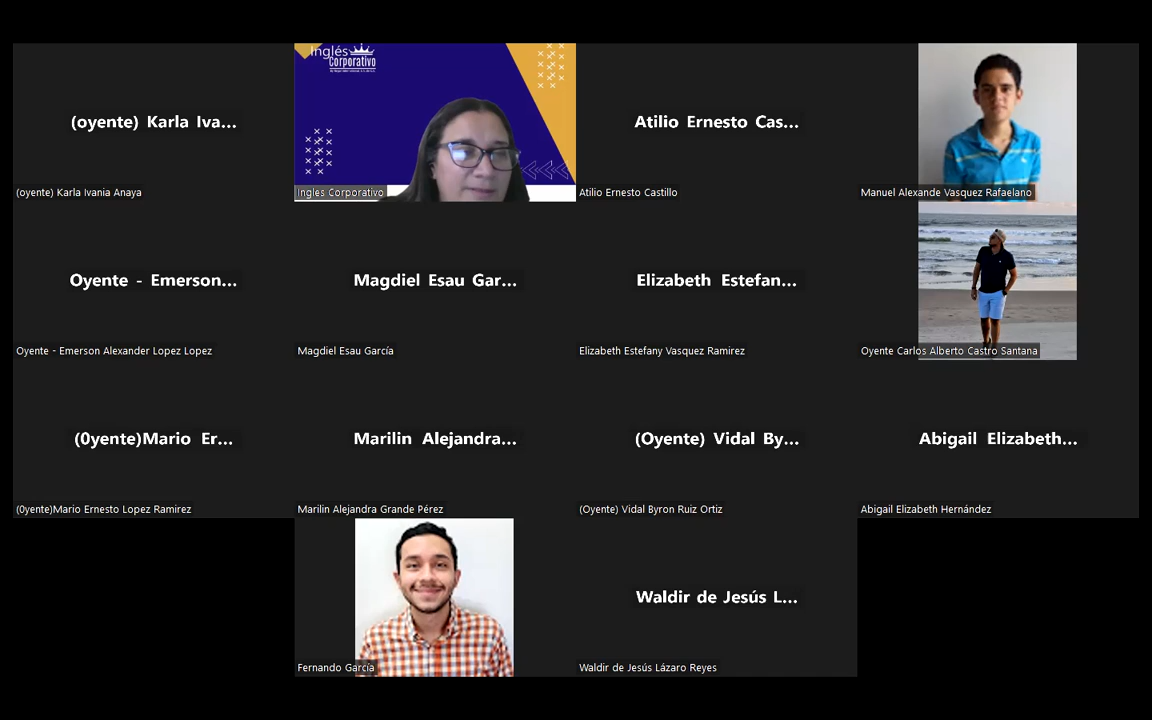 (oyente) Karla Iva...
(oyente) Karla Ivania Anaya
Inglés
Corporativo
Ingles Corporativo
Atilio Ernesto Cas...
Atilio Ernesto Castillo
Manuel Alexande Vasquez Rafaelano
Oyente - Emerson...
Oyente - Emerson Alexander Lopez Lopez
Magdiel Esau Gar...
Magdiel Esau García
Elizabeth Estefan...
Elizabeth Estefany Vasquez Ramirez
Oyente Carlos Alberto Castro Santana
(0yente)Mario Er...
(0yente)Mario Ernesto Lopez Ramirez
Marilin Alejandra...
Marilin Alejandra Grande Pérez
(Oyente) Vidal By...
(Oyente) Vidal Byron Ruiz Ortiz
Abigail Elizabeth...
Abigail Elizabeth Hernández
Fernando García
Waldir de Jesús L...
Waldir de Jesús Lázaro Reyes